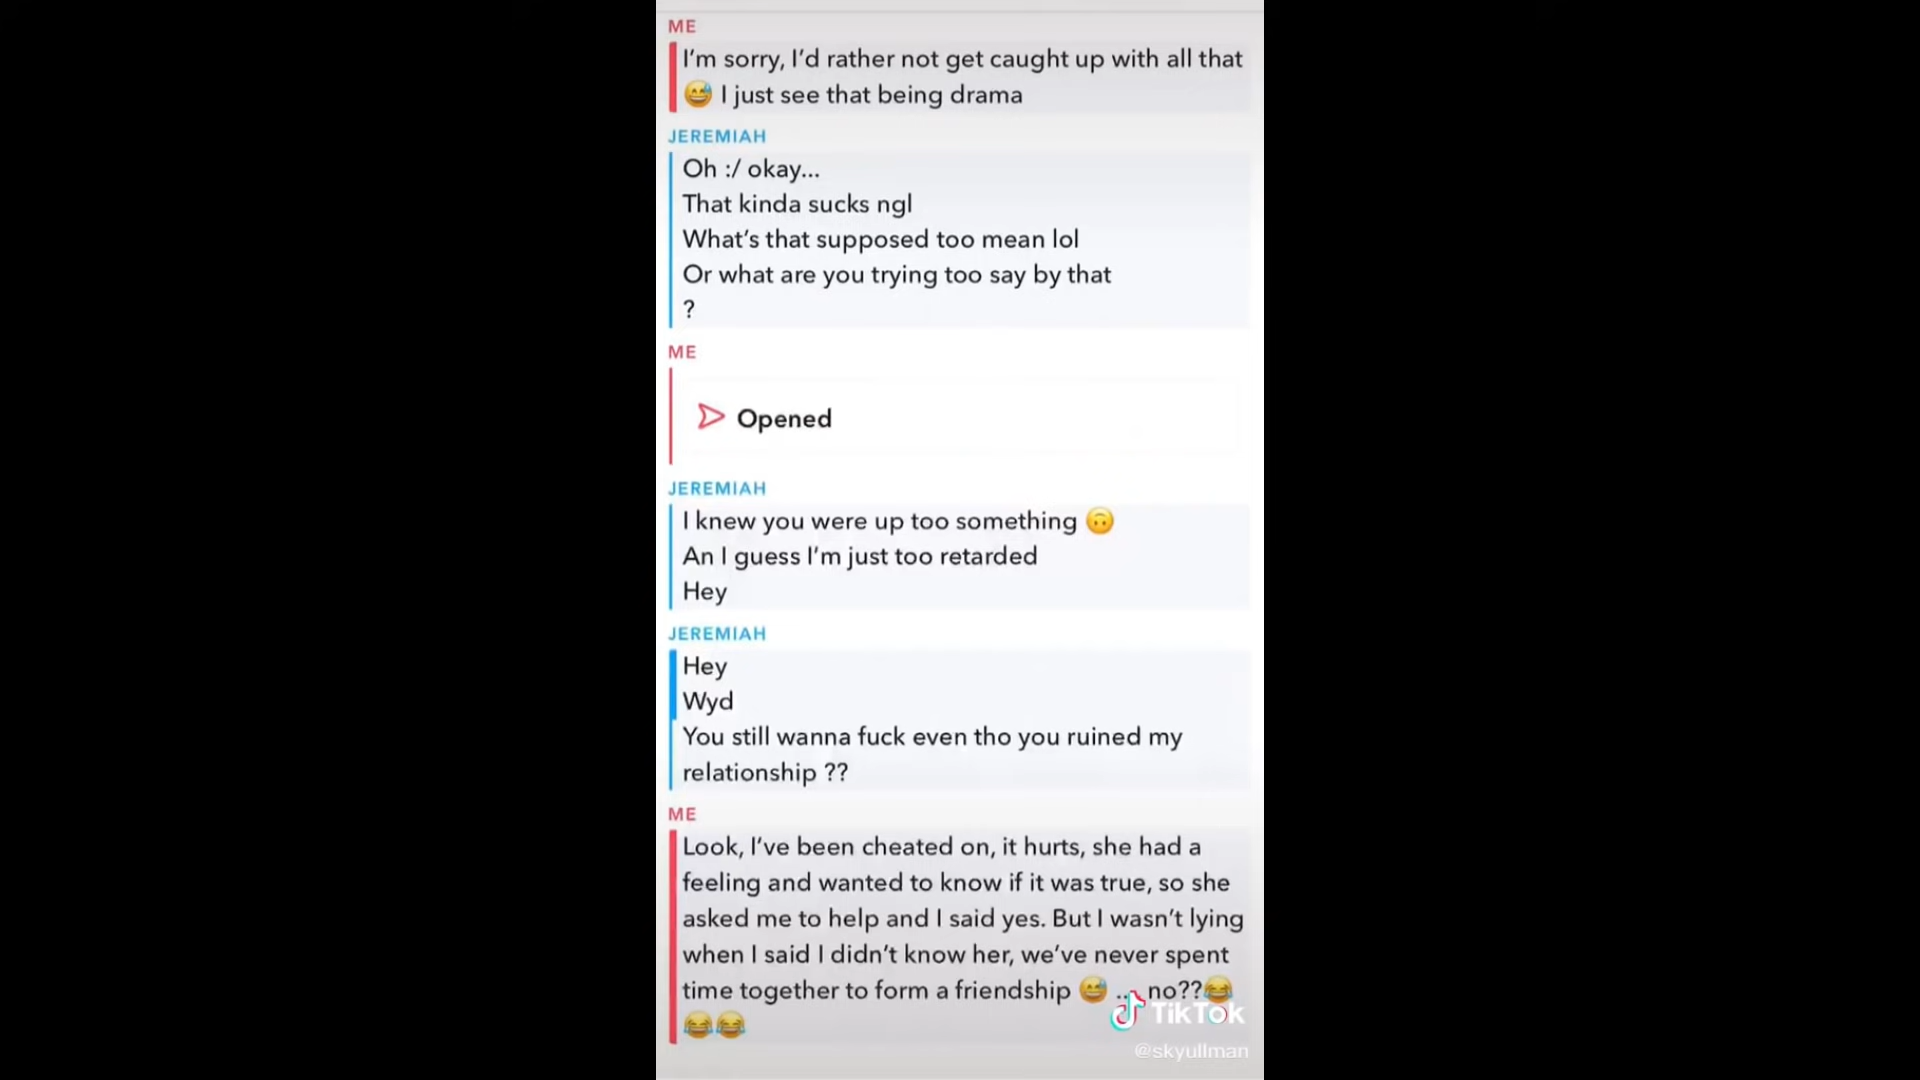 ME
I'm sorry, I'd rather not get caught up with all that
😅 I just see that being drama
JEREMIAH
Oh :/ okay...
That kinda sucks ngl
What's that supposed too mean lol
Or what are you trying too say by that
?
ME
Opened
JEREMIAH
I knew you were up too something 🙃
An I guess I'm just too retarded
Hey
JEREMIAH
Hey
Wyd
You still wanna fuck even tho you ruined my
relationship ??
ME
Look, I've been cheated on, it hurts, she had a
feeling and wanted to know if it was true, so she
asked me to help and I said yes. But I wasn't lying
when I said I didn't know her, we've never spent
time together to form a friendship 😅 ... no??😂
😂😂
TikTok
@skyullman